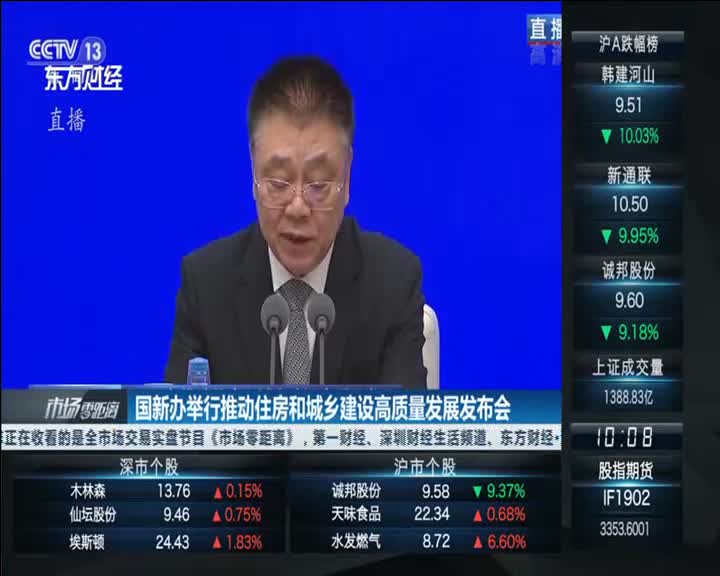 CCTV 13
东方财经
直播
直播
高清
国新办举行推动住房和城乡建设高质量发展发布会
市场零距离
正在收看的是全市场交易实盘节目《市场零距离》，第一财经、深圳财经生活频道、东方财经·
深市个股
木林森 13.76 ▲0.15%
仙坛股份 9.46 ▲0.75%
埃斯顿 24.43 ▲1.83%
沪市个股
诚邦股份 9.58 ▼9.37%
天味食品 22.34 ▲0.68%
水发燃气 8.72 ▲6.60%
沪A跌幅榜
韩建河山
9.51
▼ 10.03%
新通联
10.50
▼ 9.95%
诚邦股份
9.60
▼ 9.18%
上证成交量
1388.83亿
10:08
股指期货
IF1902
3353.6001